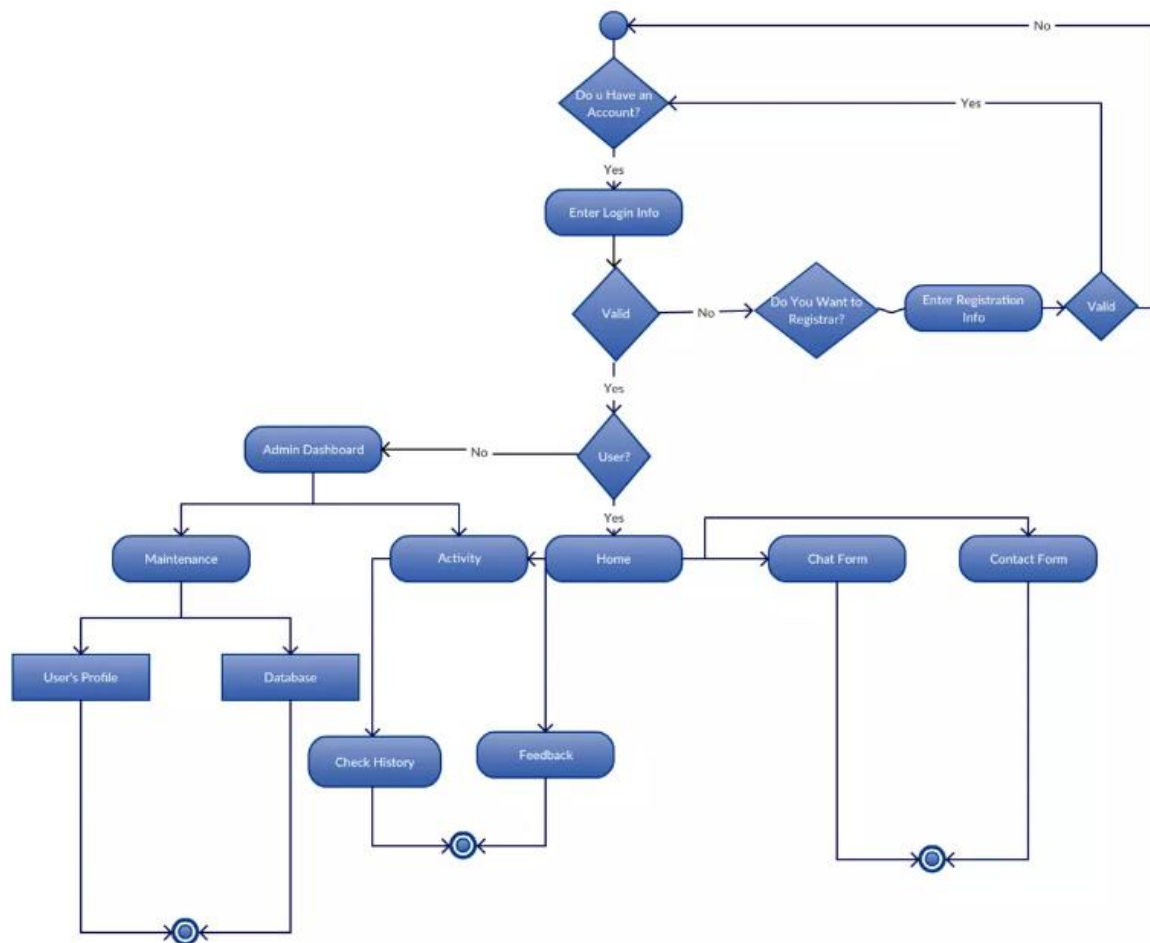 No
Do u Have an
Account?
Yes
Yes
Enter Login Info
Valid
No
Do You Want to
Registrar?
Enter Registration
Info
Valid
Yes
Admin Dashboard
No
User?
Yes
Maintenance
Activity
Home
Chat Form
Contact Form
User's Profile
Database
Check History
Feedback